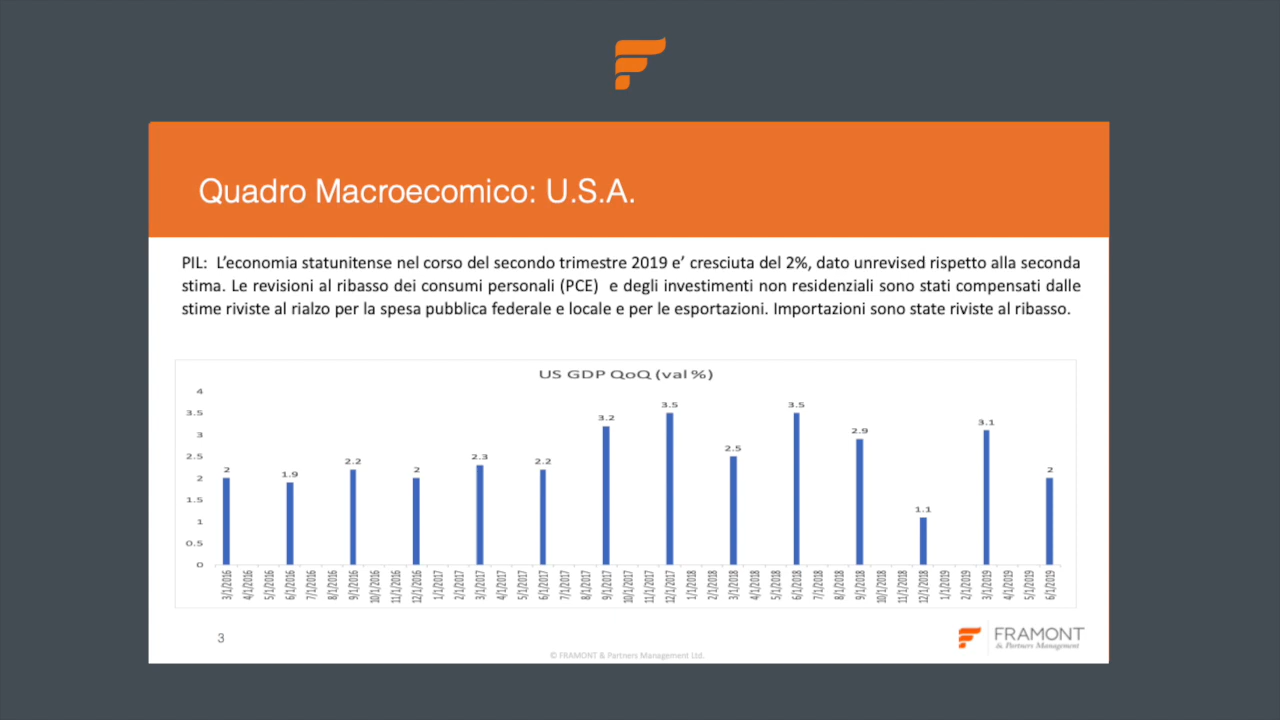 Quadro Macroecomico: U.S.A.
PIL: L'economia statunitense nel corso del secondo trimestre 2019 e' cresciuta del 2%, dato unrevised rispetto alla seconda
stima. Le revisioni al ribasso dei consumi personali (PCE) e degli investimenti non residenziali sono stati compensati dalle
stime riviste al rialzo per la spesa pubblica federale e locale e per le esportazioni. Importazioni sono state riviste al ribasso.
US GDP QoQ (val %)
4
3.5
3
2.5
2
1.5
1
0.5
0
2 1.9 2.2 2 2.3 2.2 3.2 3.5 2.5 3.5 2.9 1.1 3.1 2
3/1/2016 4/1/2016 5/1/2016 6/1/2016 7/1/2016 8/1/2016 9/1/2016 10/1/2016 11/1/2016 12/1/2016 1/1/2017 2/1/2017 3/1/2017 4/1/2017 5/1/2017 6/1/2017 7/1/2017 8/1/2017 9/1/2017 10/1/2017 11/1/2017 12/1/2017 1/1/2018 2/1/2018 3/1/2018 4/1/2018 5/1/2018 6/1/2018 7/1/2018 8/1/2018 9/1/2018 10/1/2018 11/1/2018 12/1/2018 1/1/2019 2/1/2019 3/1/2019 4/1/2019 5/1/2019 6/1/2019
3
FRAMONT
& Partners Management
© FRAMONT & Partners Management Ltd.